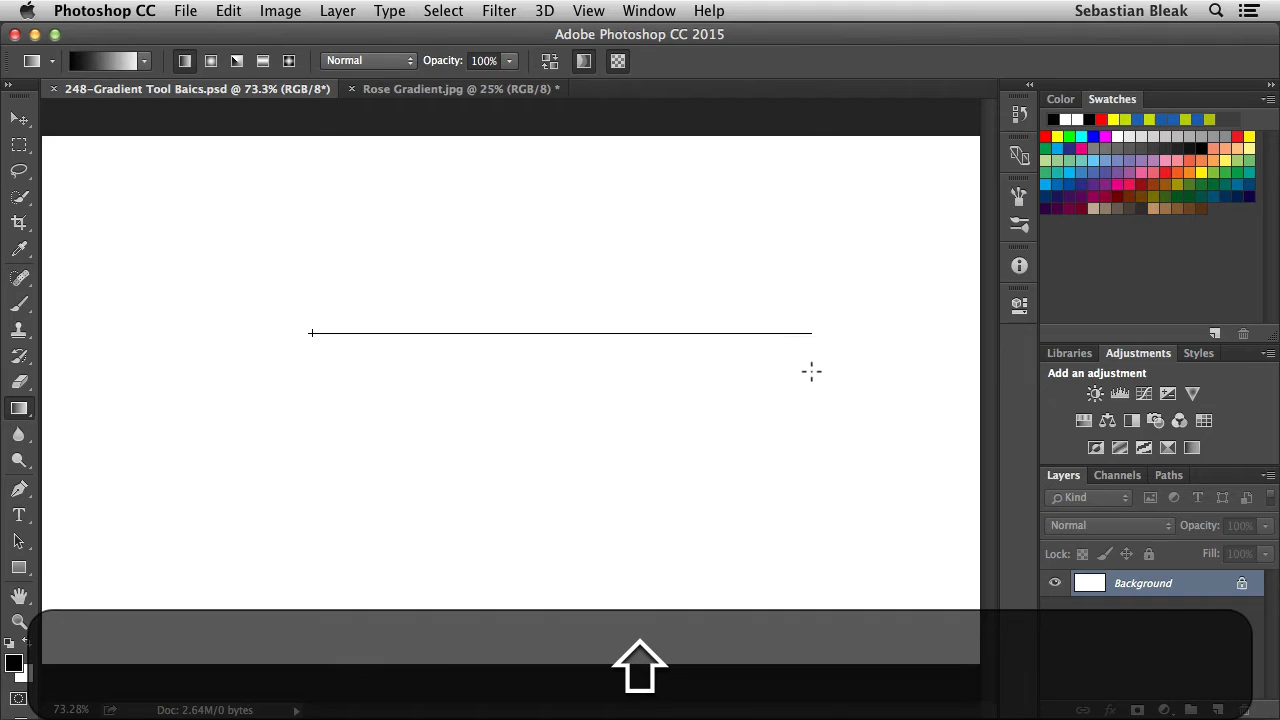 Photoshop CC File Edit Image Layer Type Select Filter 3D View Window Help Sebastian Bleak
Adobe Photoshop CC 2015
Normal Opacity: 100%
248-Gradient Tool Baics.psd @ 73.3% (RGB/8*) Rose Gradient.jpg @ 25% (RGB/8) *
Color Swatches
Libraries Adjustments Styles
Add an adjustment
Layers Channels Paths
Kind
Normal Opacity: 100%
Lock: Fill: 100%
Background
73.28% Doc: 2.64M/0 bytes